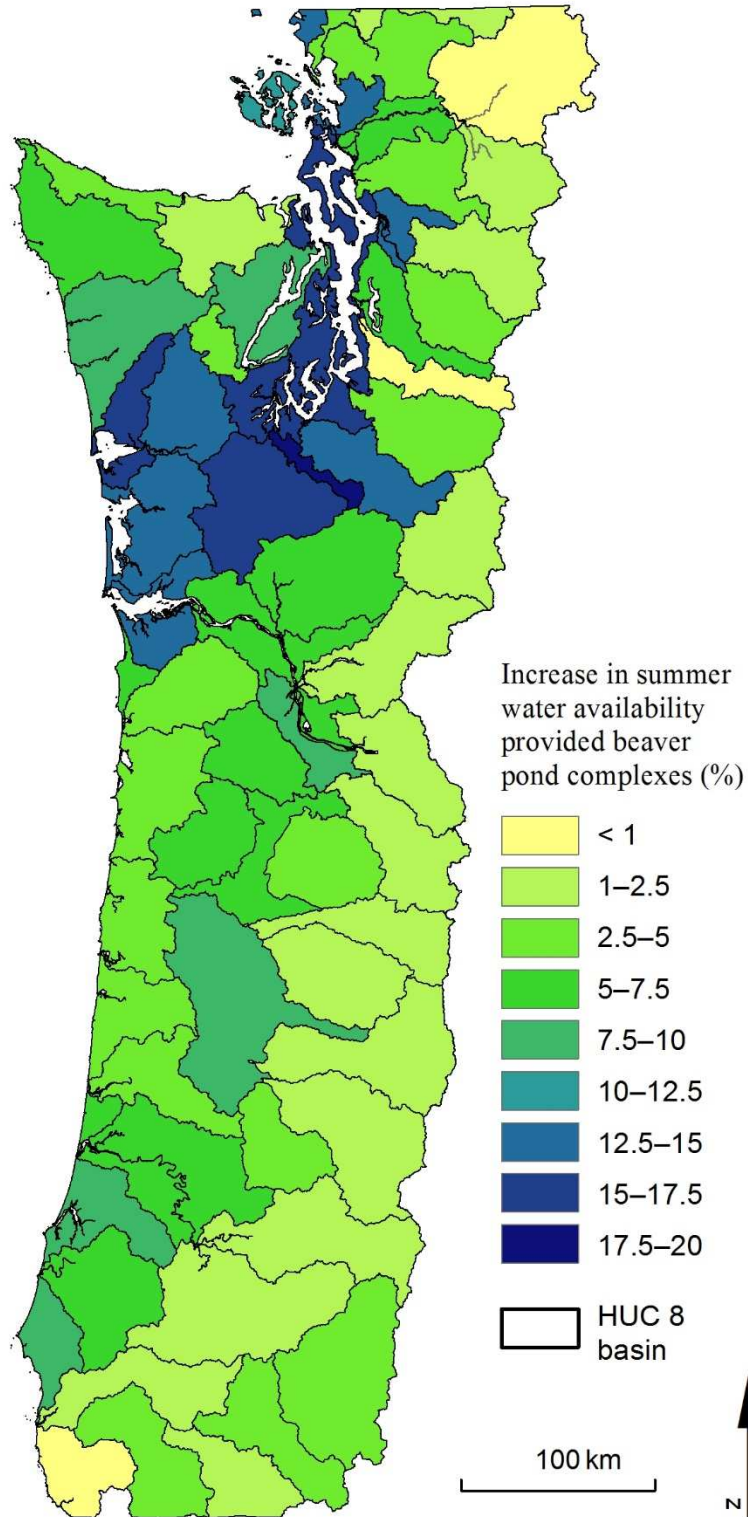 Increase in summer
water availability
provided beaver
pond complexes (%)
< 1
1–2.5
2.5–5
5–7.5
7.5–10
10–12.5
12.5–15
15–17.5
17.5–20
HUC 8
basin
100 km
N